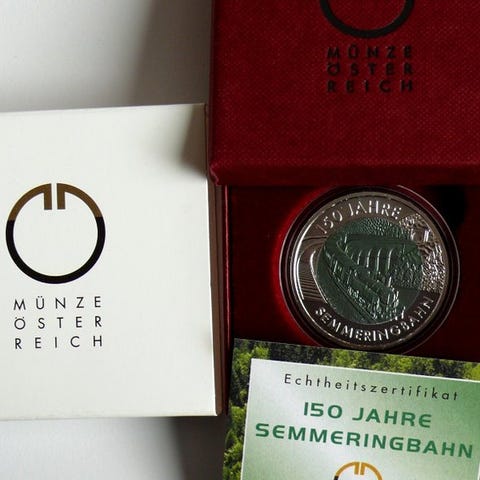 MÜNZE
ÖSTER
REICH
MÜNZE
ÖSTER
REICH
150 JAHRE
SEMMERINGBAHN
Echtheitszertifikat
150 JAHRE
SEMMERINGBAHN